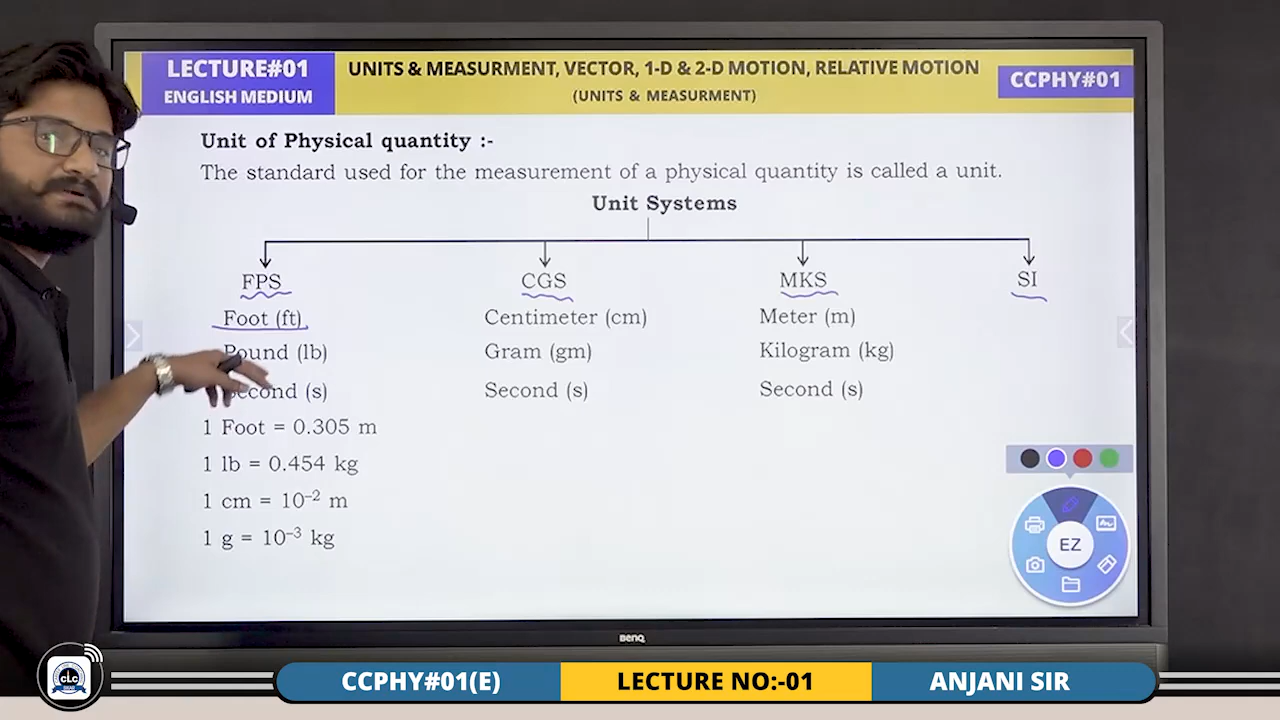 LECTURE#01
ENGLISH MEDIUM
UNITS & MEASURMENT, VECTOR, 1-D & 2-D MOTION, RELATIVE MOTION
(UNITS & MEASURMENT)
CCPHY#01
Unit of Physical quantity :-
The standard used for the measurement of a physical quantity is called a unit.
Unit Systems
FPS CGS MKS SI
Foot (ft) Centimeter (cm) Meter (m)
Pound (lb) Gram (gm) Kilogram (kg)
Second (s) Second (s) Second (s)
1 Foot = 0.305 m
1 lb = 0.454 kg
1 cm = 10⁻² m
1 g = 10⁻³ kg
EZ
BenQ
CLC
CCPHY#01(E) LECTURE NO:-01 ANJANI SIR